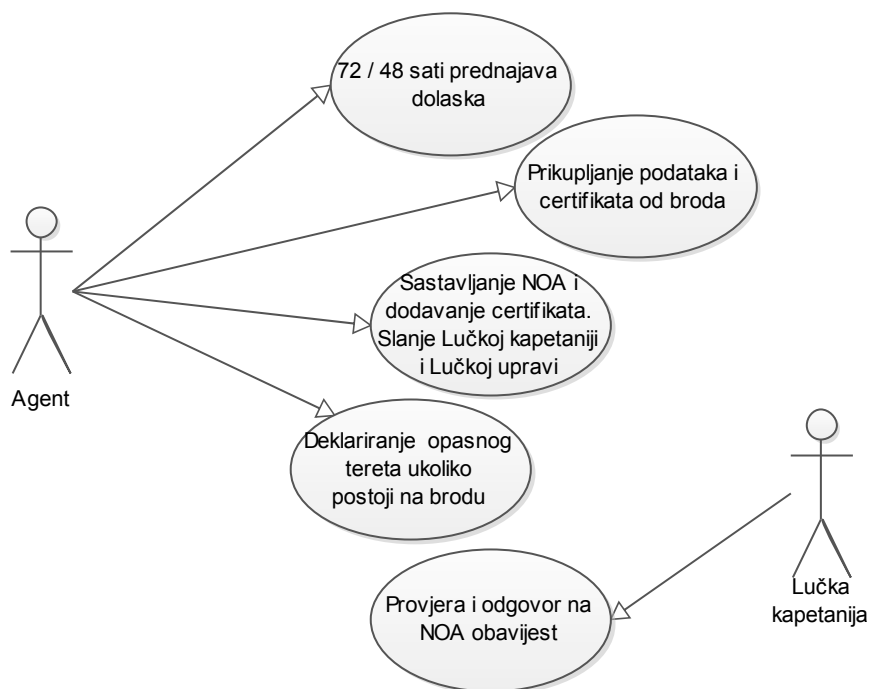 72 / 48 sati prednajava
dolaska
Prikupljanje podataka i
certifikata od broda
Sastavljanje NOA i
dodavanje certifikata.
Slanje Lučkoj kapetaniji
i Lučkoj upravi
Agent
Deklariranje opasnog
tereta ukoliko
postoji na brodu
Provjera i odgovor na
NOA obavijest
Lučka
kapetanija